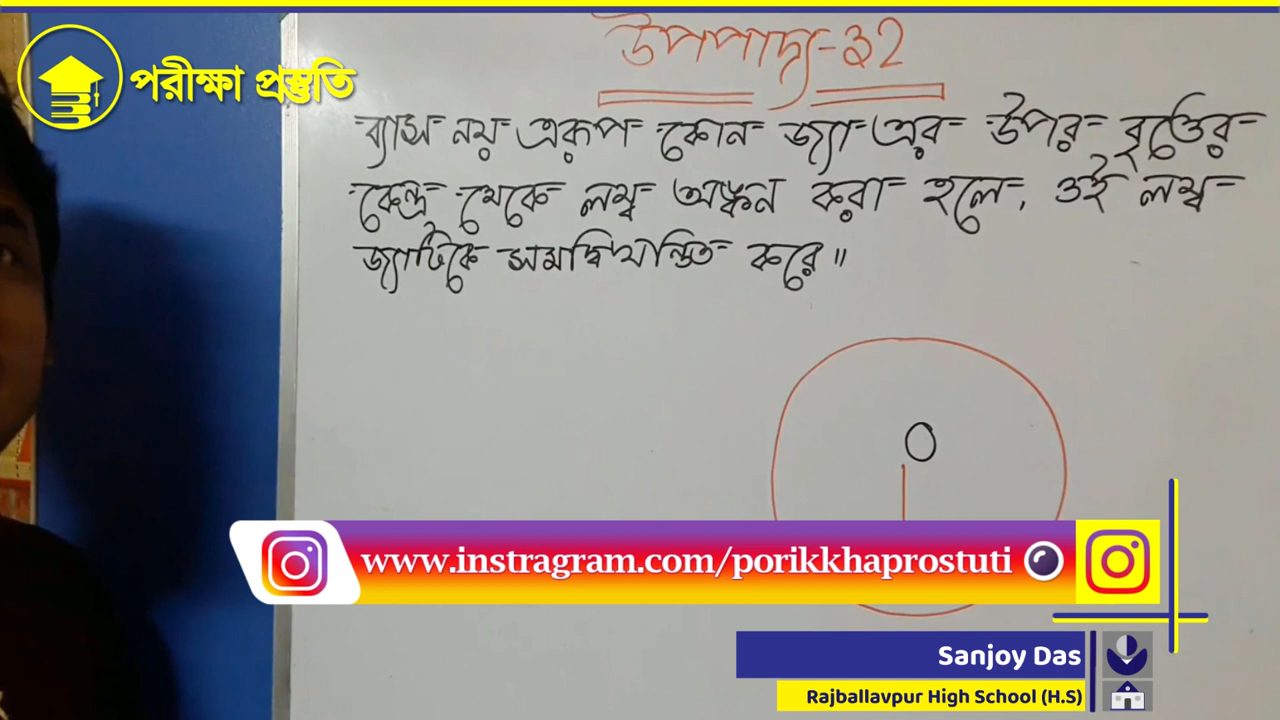 পরীক্ষা প্রস্তুতি
উপপাদ্য-৩২
ব্যাস নয় এরূপ কোন জ্যা এর উপর বৃত্তের
কেন্দ্র থেকে লম্ব অঙ্কন করা হলে, ওই লম্ব
জ্যাটিকে সমদ্বিখন্ডিত করে॥
O
www.instragram.com/porikkhaprostuti
Sanjoy Das
Rajballavpur High School (H.S)